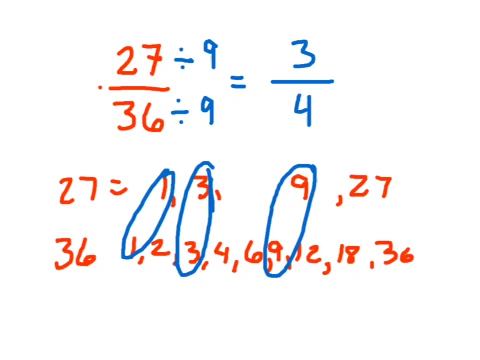 27 ÷ 9 = 3
36 ÷ 9 4
27 = 1, 3, 9, 27
36 1, 2, 3, 4, 6, 9, 12, 18, 36